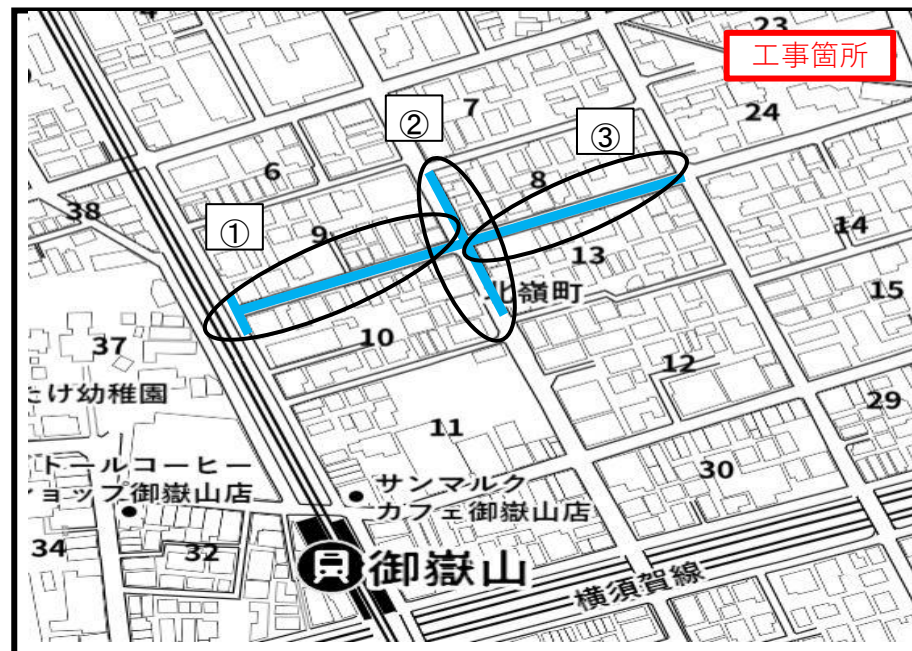 23
工事箇所
7
②
24
③
6
8
38
①
9
14
13
北嶺町
15
10
37
12
たけ幼稚園
29
11
トールコーヒー
ョップ御嶽山店
サンマルク
カフェ御嶽山店
30
34
32
御嶽山
横須賀線